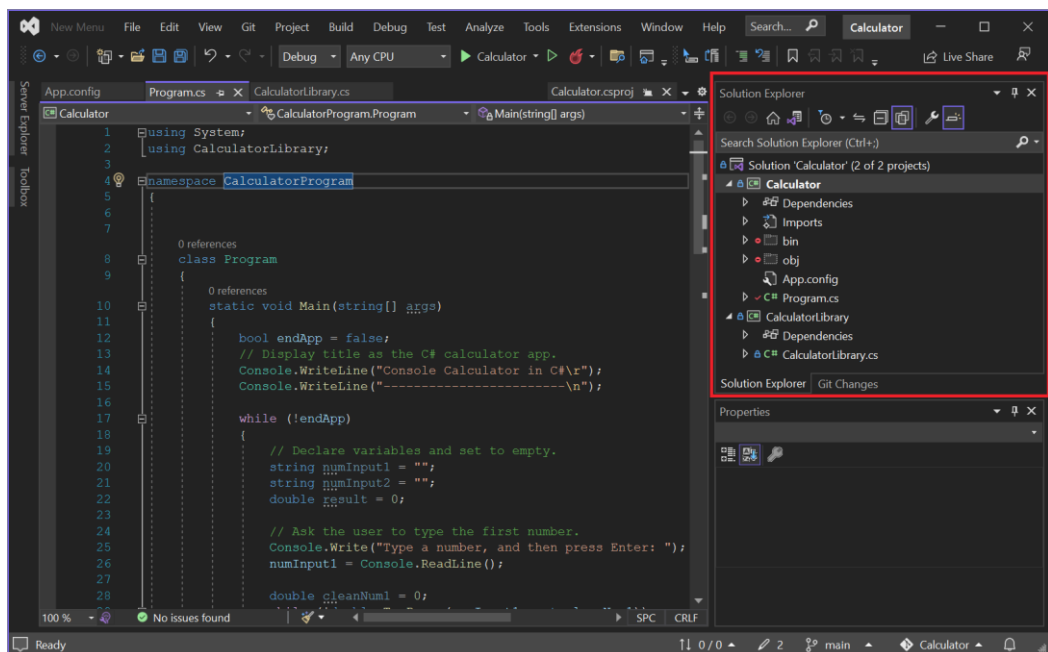 New Menu File Edit View Git Project Build Debug Test Analyze Tools Extensions Window Help Search... Calculator
Debug Any CPU Calculator Live Share
Server Explorer
Toolbox
App.config Program.cs CalculatorLibrary.cs Calculator.csproj
Calculator CalculatorProgram.Program Main(string[] args)
1 using System;
2 using CalculatorLibrary;
3
4 namespace CalculatorProgram
5 {
6
7
0 references
8 class Program
9 {
0 references
10 static void Main(string[] args)
11 {
12 bool endApp = false;
13 // Display title as the C# calculator app.
14 Console.WriteLine("Console Calculator in C#\r");
15 Console.WriteLine("------------------------\n");
16
17 while (!endApp)
18 {
19 // Declare variables and set to empty.
20 string numInput1 = "";
21 string numInput2 = "";
22 double result = 0;
23
24 // Ask the user to type the first number.
25 Console.Write("Type a number, and then press Enter: ");
26 numInput1 = Console.ReadLine();
27
28 double cleanNum1 = 0;
100 % No issues found SPC CRLF
Solution Explorer
Search Solution Explorer (Ctrl+;)
Solution 'Calculator' (2 of 2 projects)
Calculator
Dependencies
Imports
bin
obj
App.config
C# Program.cs
C# CalculatorLibrary
Dependencies
C# CalculatorLibrary.cs
Solution Explorer Git Changes
Properties
Ready 0 / 0 2 main Calculator